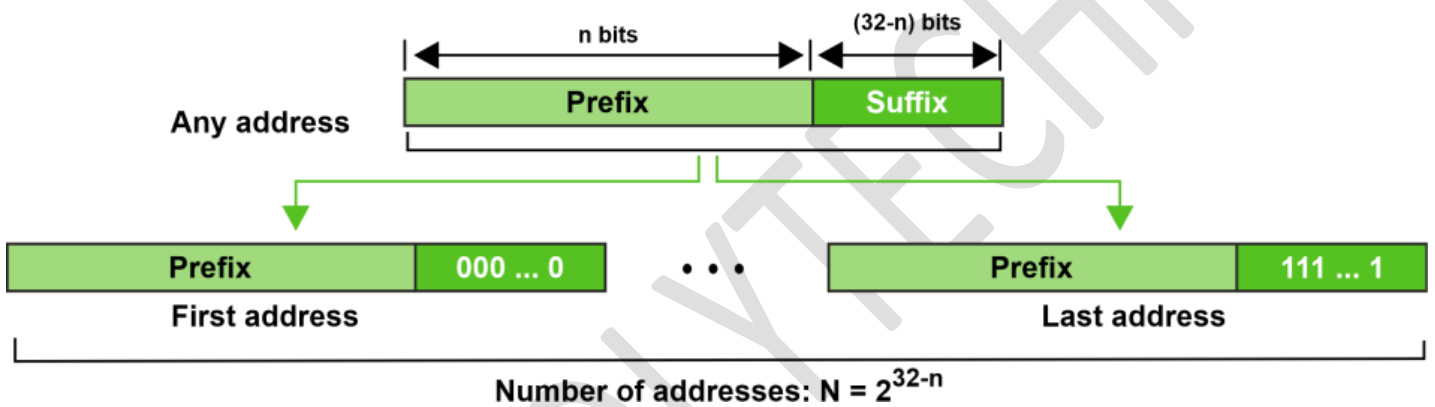 n bits
(32-n) bits
Prefix
Suffix
Any address
Prefix
000 ... 0
• • •
Prefix
111 ... 1
First address
Last address
Number of addresses: N = 2^32-n